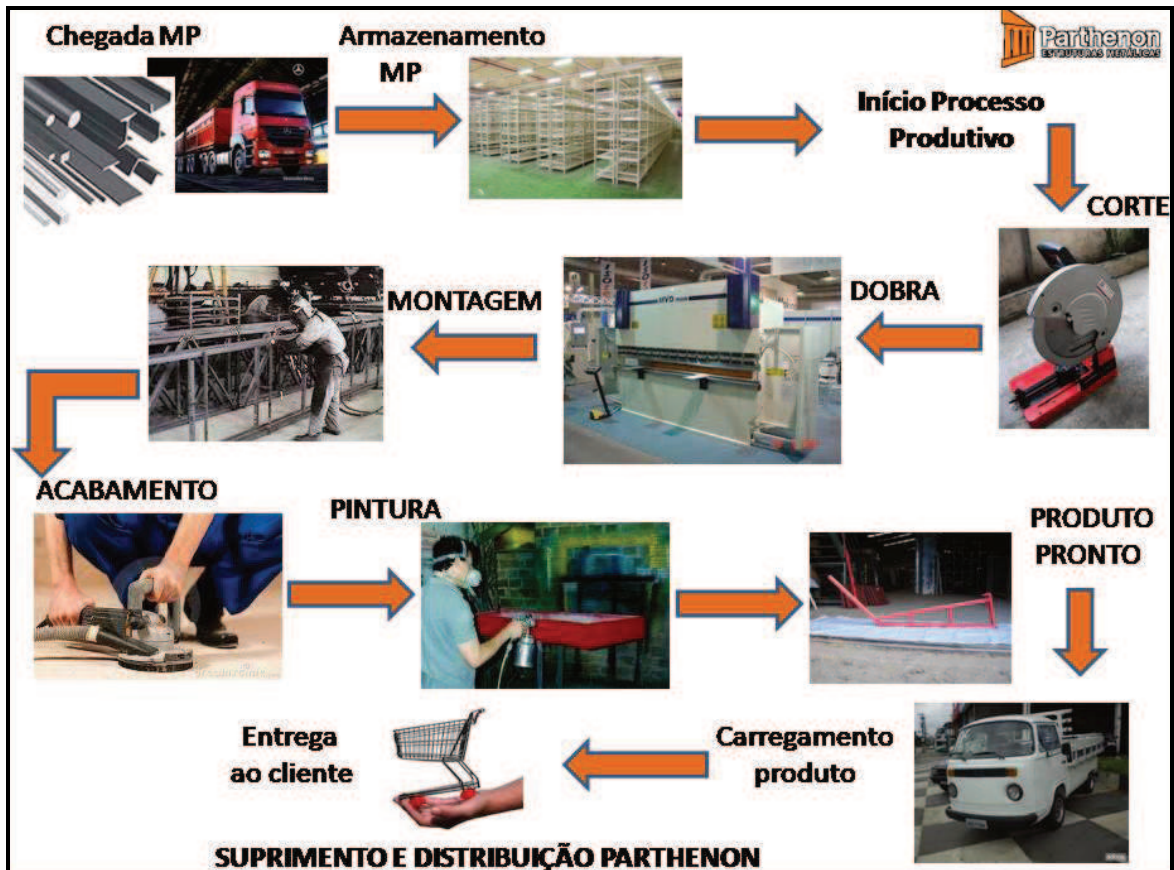 Chegada MP
Armazenamento
MP
Parthenon
ESTRUTURAS METÁLICAS
Início Processo
Produtivo
CORTE
DOBRA
MONTAGEM
ACABAMENTO
PINTURA
PRODUTO
PRONTO
Carregamento
produto
Entrega
ao cliente
SUPRIMENTO E DISTRIBUIÇÃO PARTHENON